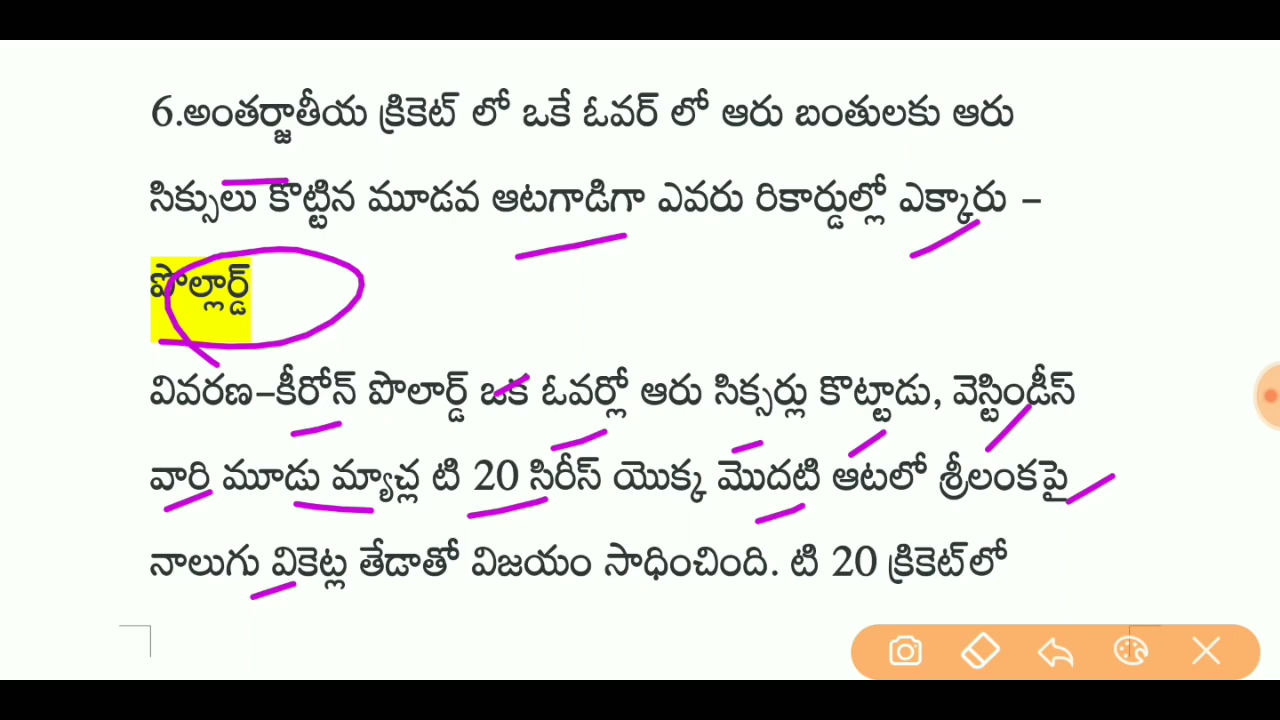 6.అంతర్జాతీయ క్రికెట్ లో ఒకే ఓవర్ లో ఆరు బంతులకు ఆరు
సిక్సులు కొట్టిన మూడవ ఆటగాడిగా ఎవరు రికార్డుల్లో ఎక్కారు –
పొల్లార్డ్
వివరణ–కీరోన్ పొలార్డ్ ఒక ఓవర్లో ఆరు సిక్సర్లు కొట్టాడు, వెస్టిండీస్
వారి మూడు మ్యాచ్ల టి 20 సిరీస్ యొక్క మొదటి ఆటలో శ్రీలంకపై
నాలుగు వికెట్ల తేడాతో విజయం సాధించింది. టి 20 క్రికెట్‌లో